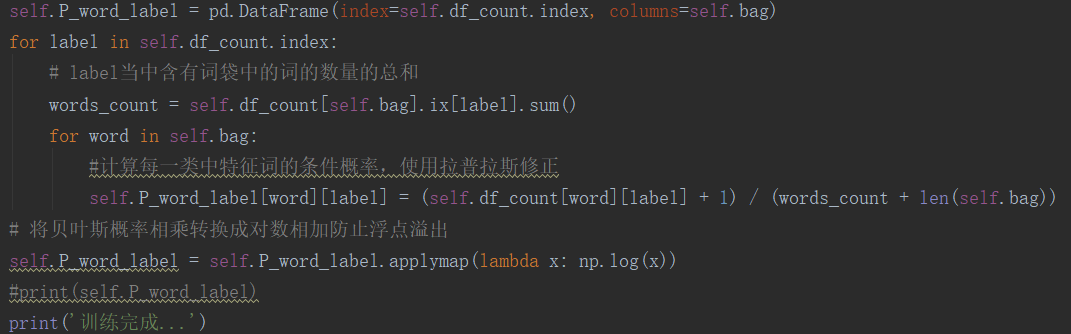 self.P_word_label = pd.DataFrame(index=self.df_count.index, columns=self.bag)
for label in self.df_count.index:
    # label当中含有词袋中的词的数量的总和
    words_count = self.df_count[self.bag].ix[label].sum()
    for word in self.bag:
        #计算每一类中特征词的条件概率，使用拉普拉斯修正
        self.P_word_label[word][label] = (self.df_count[word][label] + 1) / (words_count + len(self.bag))
# 将贝叶斯概率相乘转换成对数相加防止浮点溢出
self.P_word_label = self.P_word_label.applymap(lambda x: np.log(x))
#print(self.P_word_label)
print('训练完成...')